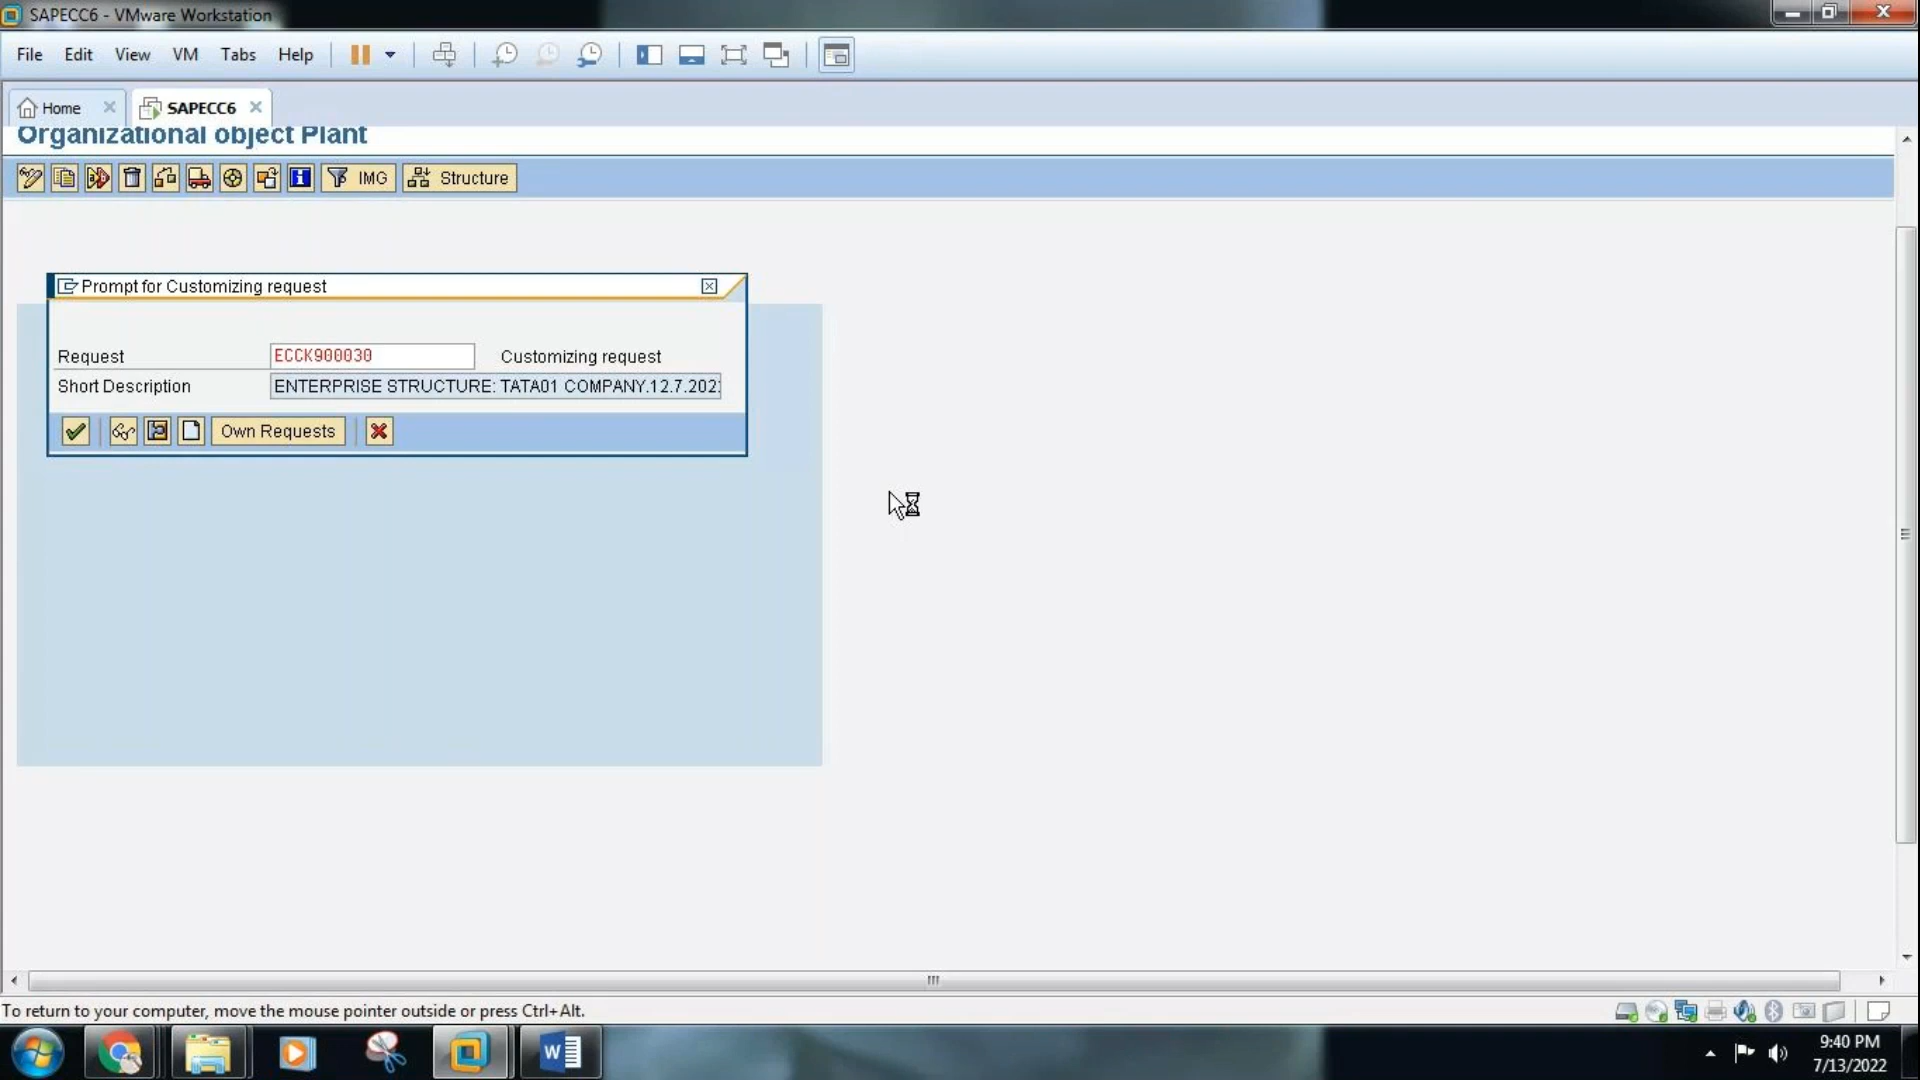 SAPECC6 - VMware Workstation
File Edit View VM Tabs Help
Home SAPECC6
Organizational object Plant
IMG Structure
Prompt for Customizing request
Request ECCK900030 Customizing request
Short Description ENTERPRISE STRUCTURE: TATA01 COMPANY.12.7.202
Own Requests
To return to your computer, move the mouse pointer outside or press Ctrl+Alt.
9:40 PM
7/13/2022